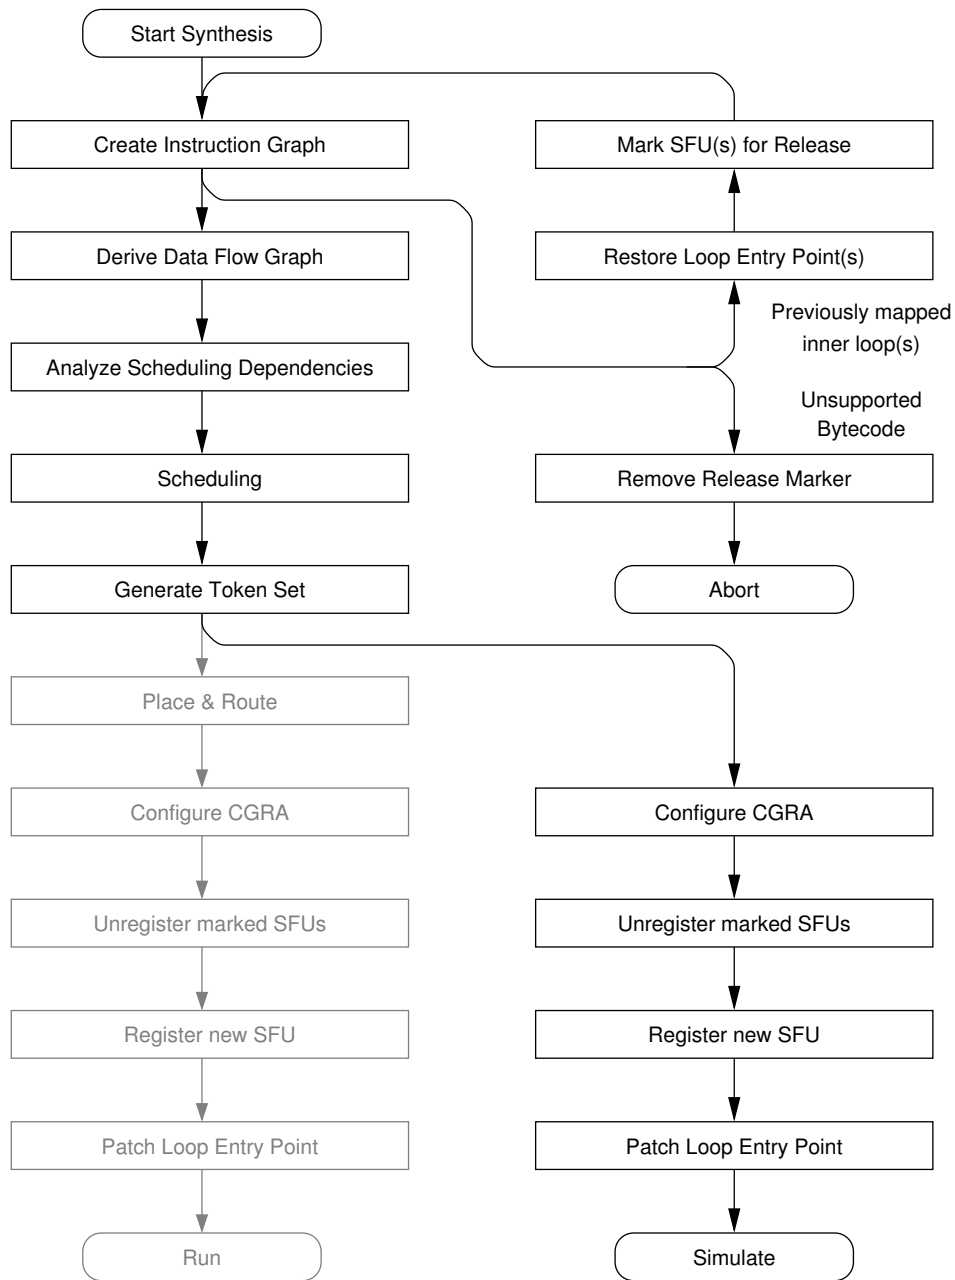 Start Synthesis
Create Instruction Graph
Mark SFU(s) for Release
Derive Data Flow Graph
Restore Loop Entry Point(s)
Previously mapped
inner loop(s)
Analyze Scheduling Dependencies
Unsupported
Bytecode
Scheduling
Remove Release Marker
Generate Token Set
Abort
Place & Route
Configure CGRA
Configure CGRA
Unregister marked SFUs
Unregister marked SFUs
Register new SFU
Register new SFU
Patch Loop Entry Point
Patch Loop Entry Point
Run
Simulate